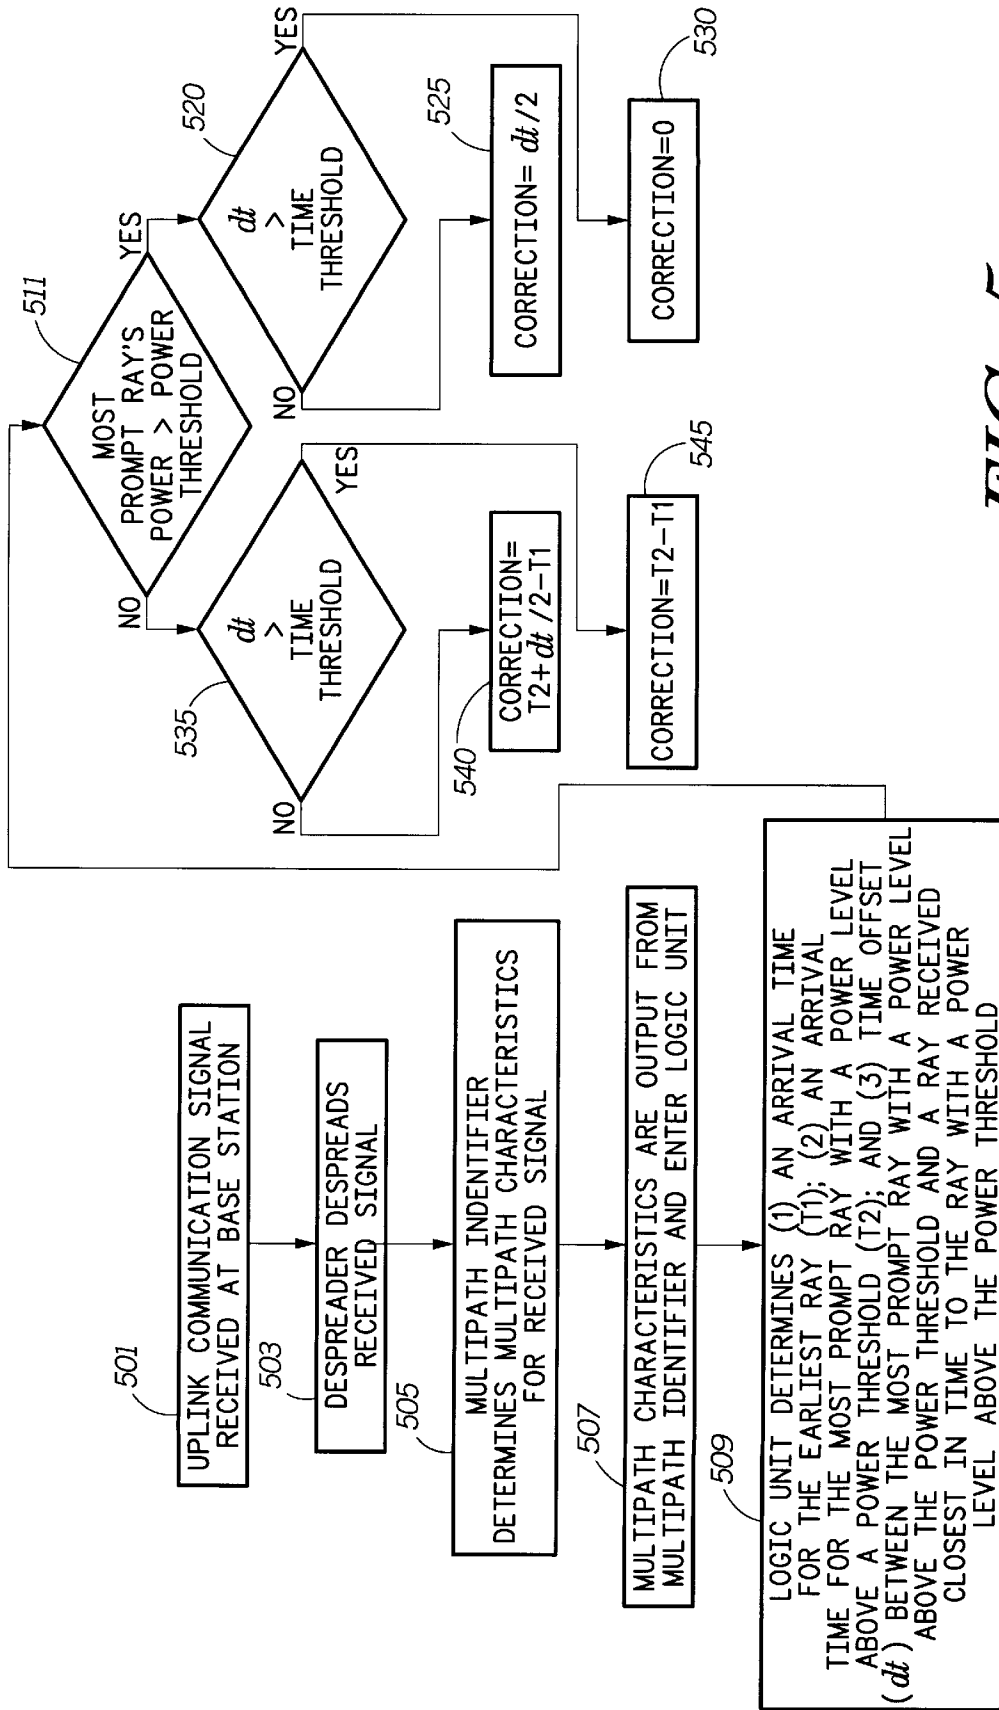 501
UPLINK COMMUNICATION SIGNAL
RECEIVED AT BASE STATION
503
DESPREADER DESPREADS
RECEIVED SIGNAL
505
MULTIPATH INDENTIFIER
DETERMINES MULTIPATH CHARACTERISTICS
FOR RECEIVED SIGNAL
507
MULTIPATH CHARACTERISTICS ARE OUTPUT FROM
MULTIPATH IDENTIFIER AND ENTER LOGIC UNIT
509
LOGIC UNIT DETERMINES (1) AN ARRIVAL TIME
FOR THE EARLIEST RAY (T1); (2) AN ARRIVAL
TIME FOR THE MOST PROMPT RAY WITH A POWER LEVEL
ABOVE A POWER THRESHOLD (T2); AND (3) TIME OFFSET
(dt) BETWEEN THE MOST PROMPT RAY WITH A POWER LEVEL
ABOVE THE POWER THRESHOLD AND A RAY RECEIVED
CLOSEST IN TIME TO THE RAY WITH A POWER
LEVEL ABOVE THE POWER THRESHOLD
511
MOST
PROMPT RAY'S
POWER > POWER
THRESHOLD
NO
YES
535
dt
>
TIME
THRESHOLD
NO
YES
540
CORRECTION=
T2+dt/2-T1
545
CORRECTION=T2-T1
520
dt
>
TIME
THRESHOLD
NO
YES
525
CORRECTION= dt/2
530
CORRECTION=0